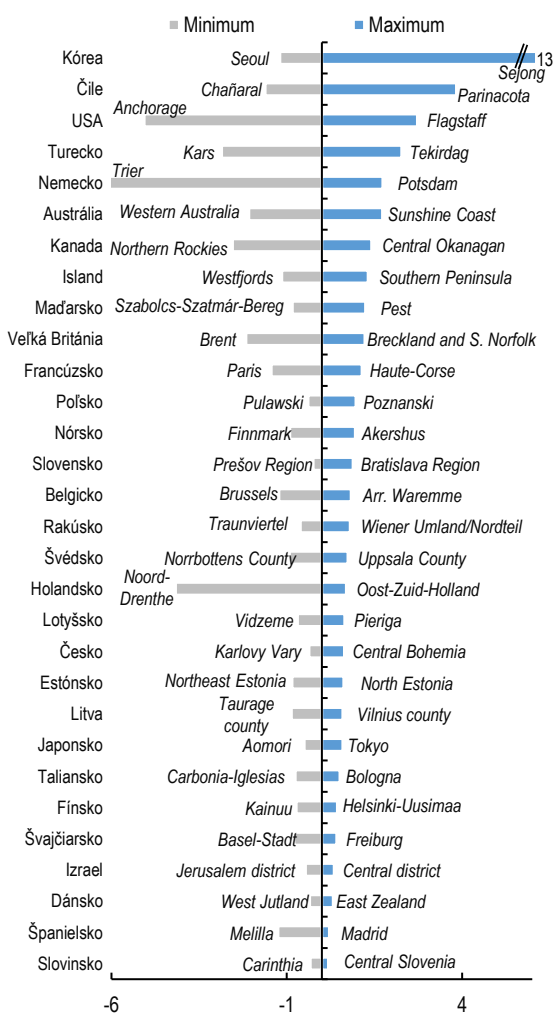 Minimum Maximum
Kórea Seoul 13
Sejong
Čile Chañaral Parinacota
Anchorage
USA Flagstaff
Turecko Kars Tekirdag
Trier
Nemecko Potsdam
Austrália Western Australia Sunshine Coast
Kanada Northern Rockies Central Okanagan
Island Westfjords Southern Peninsula
Maďarsko Szabolcs-Szatmár-Bereg Pest
Veľká Británia Brent Breckland and S. Norfolk
Francúzsko Paris Haute-Corse
Poľsko Pulawski Poznanski
Nórsko Finnmark Akershus
Slovensko Prešov Region Bratislava Region
Belgicko Brussels Arr. Waremme
Rakúsko Traunviertel Wiener Umland/Nordteil
Švédsko Norrbottens County Uppsala County
Holandsko Noord-
Drenthe Oost-Zuid-Holland
Lotyšsko Vidzeme Pieriga
Česko Karlovy Vary Central Bohemia
Estónsko Northeast Estonia North Estonia
Litva Taurage
county Vilnius county
Japonsko Aomori Tokyo
Taliansko Carbonia-Iglesias Bologna
Fínsko Kainuu Helsinki-Uusimaa
Švajčiarsko Basel-Stadt Freiburg
Izrael Jerusalem district Central district
Dánsko West Jutland East Zealand
Španielsko Melilla Madrid
Slovinsko Carinthia Central Slovenia
-6 -1 4